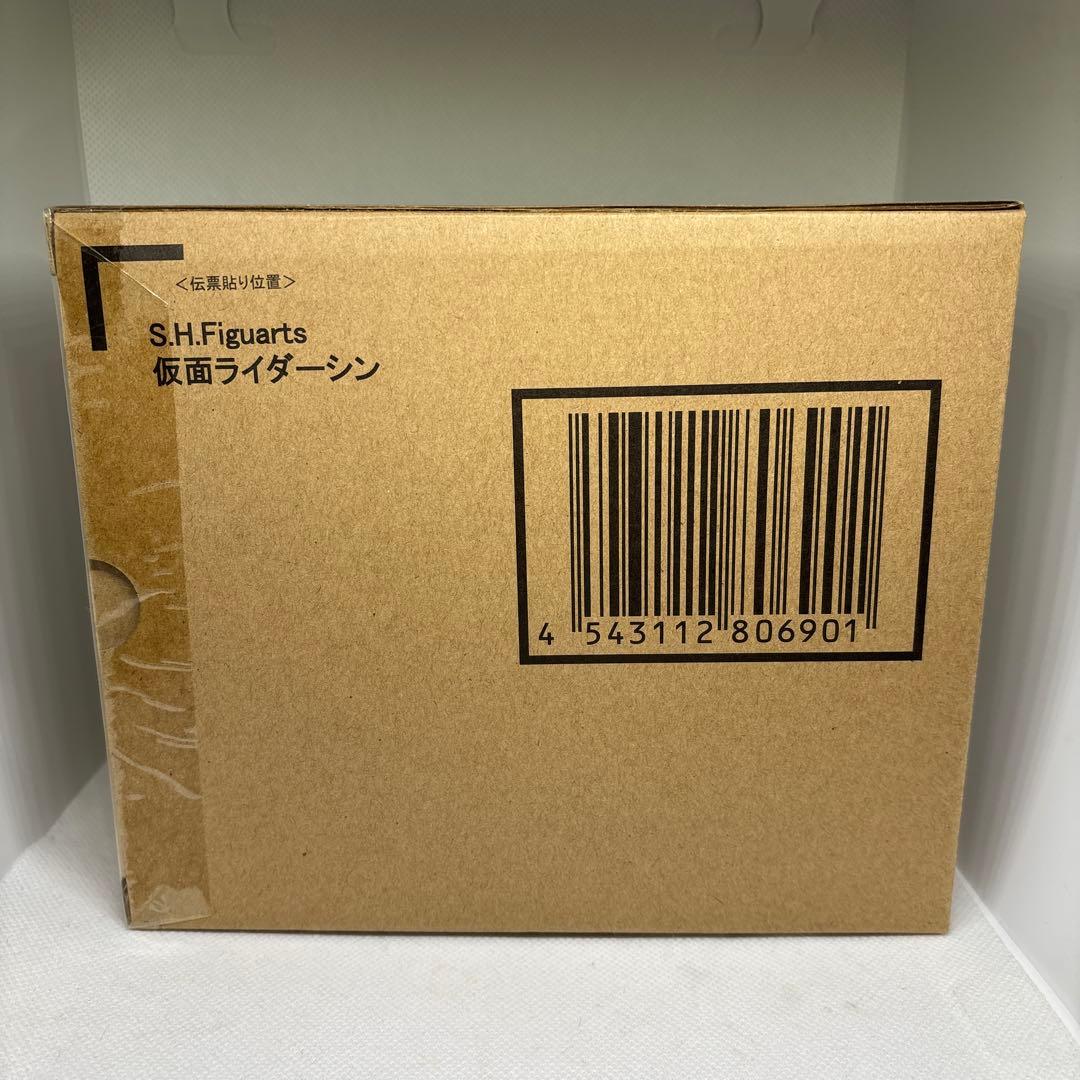 ＜伝票貼り位置＞
S.H.Figuarts
仮面ライダーシン
4 543112 806901